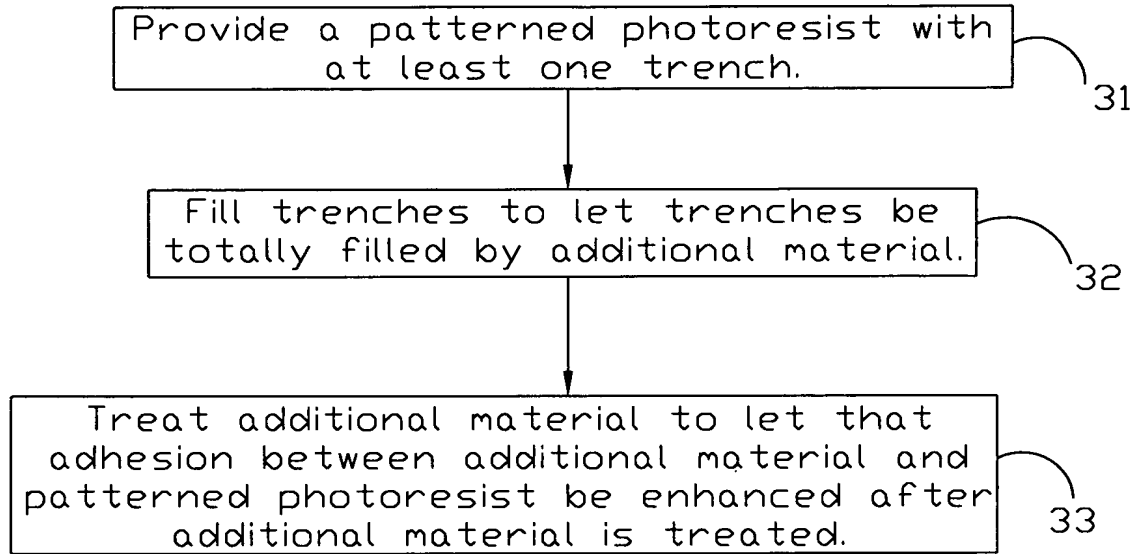 Provide a patterned photoresist with
at least one trench.
31
Fill trenches to let trenches be
totally filled by additional material.
32
Treat additional material to let that
adhesion between additional material and
patterned photoresist be enhanced after
additional material is treated.
33